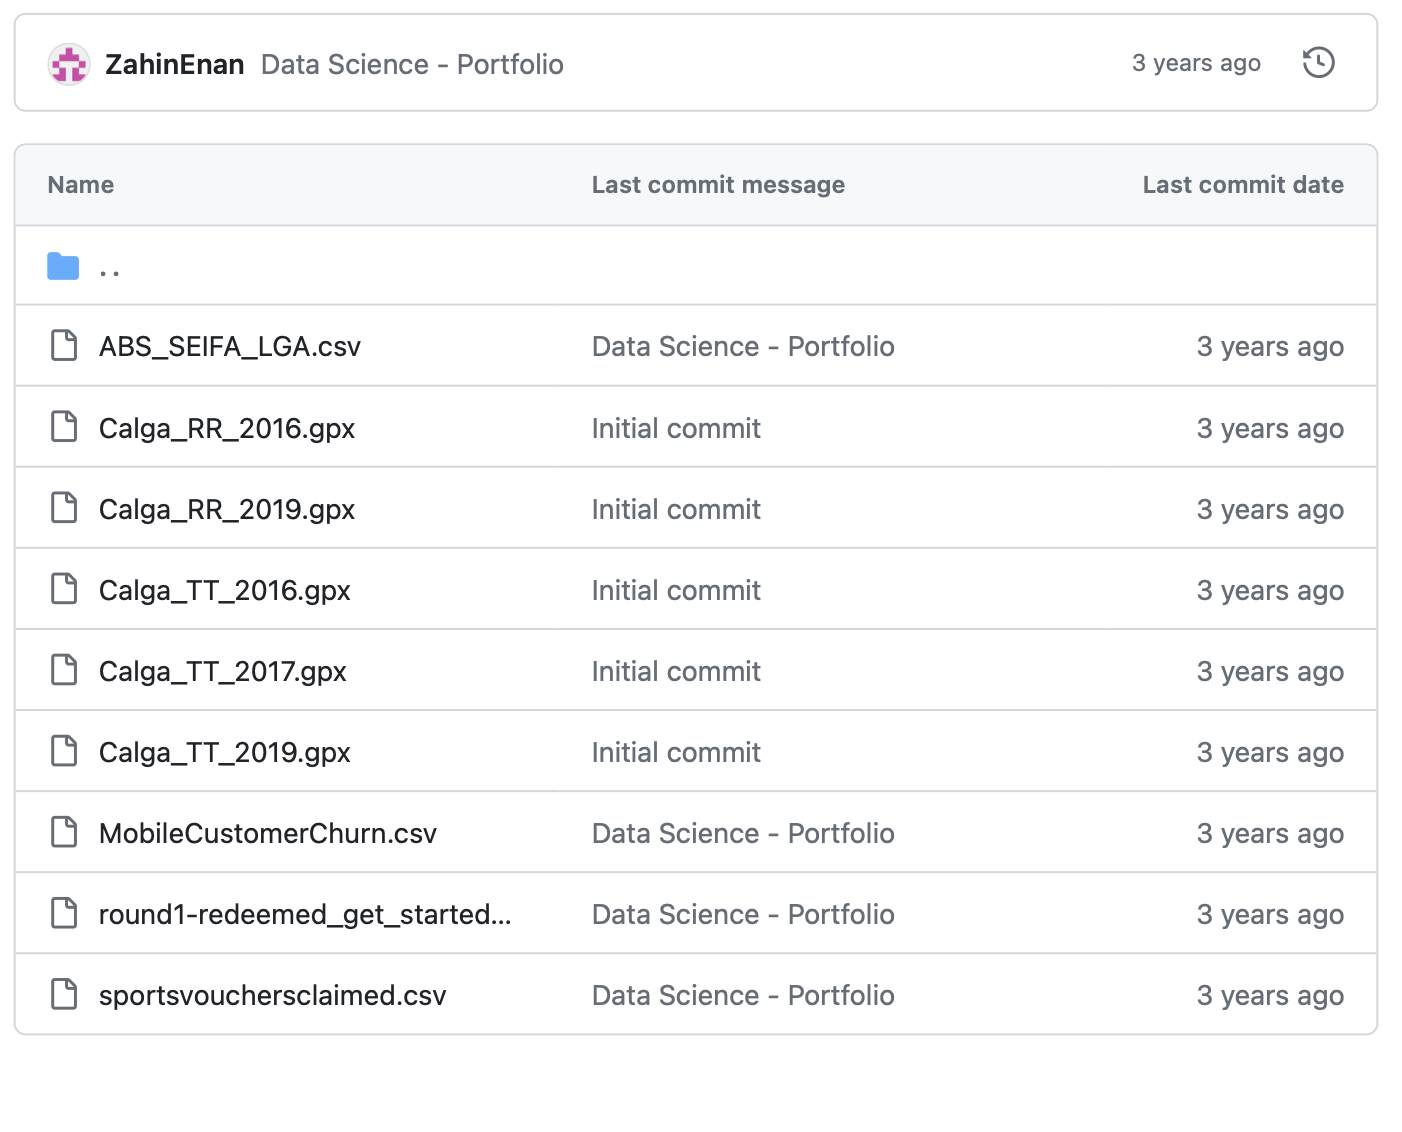 ZahinEnan Data Science - Portfolio 3 years ago
Name Last commit message Last commit date
..
ABS_SEIFA_LGA.csv Data Science - Portfolio 3 years ago
Calga_RR_2016.gpx Initial commit 3 years ago
Calga_RR_2019.gpx Initial commit 3 years ago
Calga_TT_2016.gpx Initial commit 3 years ago
Calga_TT_2017.gpx Initial commit 3 years ago
Calga_TT_2019.gpx Initial commit 3 years ago
MobileCustomerChurn.csv Data Science - Portfolio 3 years ago
round1-redeemed_get_started... Data Science - Portfolio 3 years ago
sportsvouchersclaimed.csv Data Science - Portfolio 3 years ago